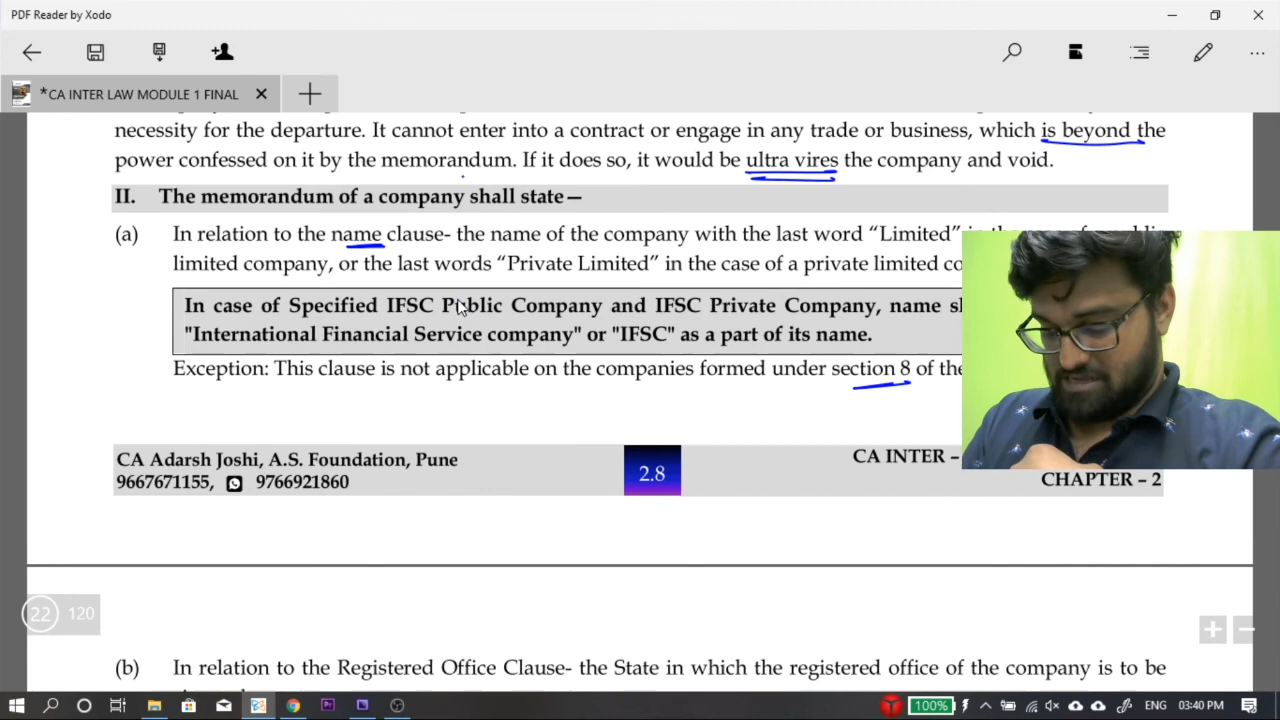 PDF Reader by Xodo
*CA INTER LAW MODULE 1 FINAL
necessity for the departure. It cannot enter into a contract or engage in any trade or business, which is beyond the
power confessed on it by the memorandum. If it does so, it would be ultra vires the company and void.
II. The memorandum of a company shall state—
(a) In relation to the name clause- the name of the company with the last word “Limited”
limited company, or the last words “Private Limited” in the case of a private limited
In case of Specified IFSC Public Company and IFSC Private Company, name
"International Financial Service company" or "IFSC" as a part of its name.
Exception: This clause is not applicable on the companies formed under section 8 of the
CA Adarsh Joshi, A.S. Foundation, Pune
9667671155, 9766921860
2.8
CA INTER –
CHAPTER – 2
22 120
(b) In relation to the Registered Office Clause- the State in which the registered office of the company is to be
100%
ENG
03:40 PM